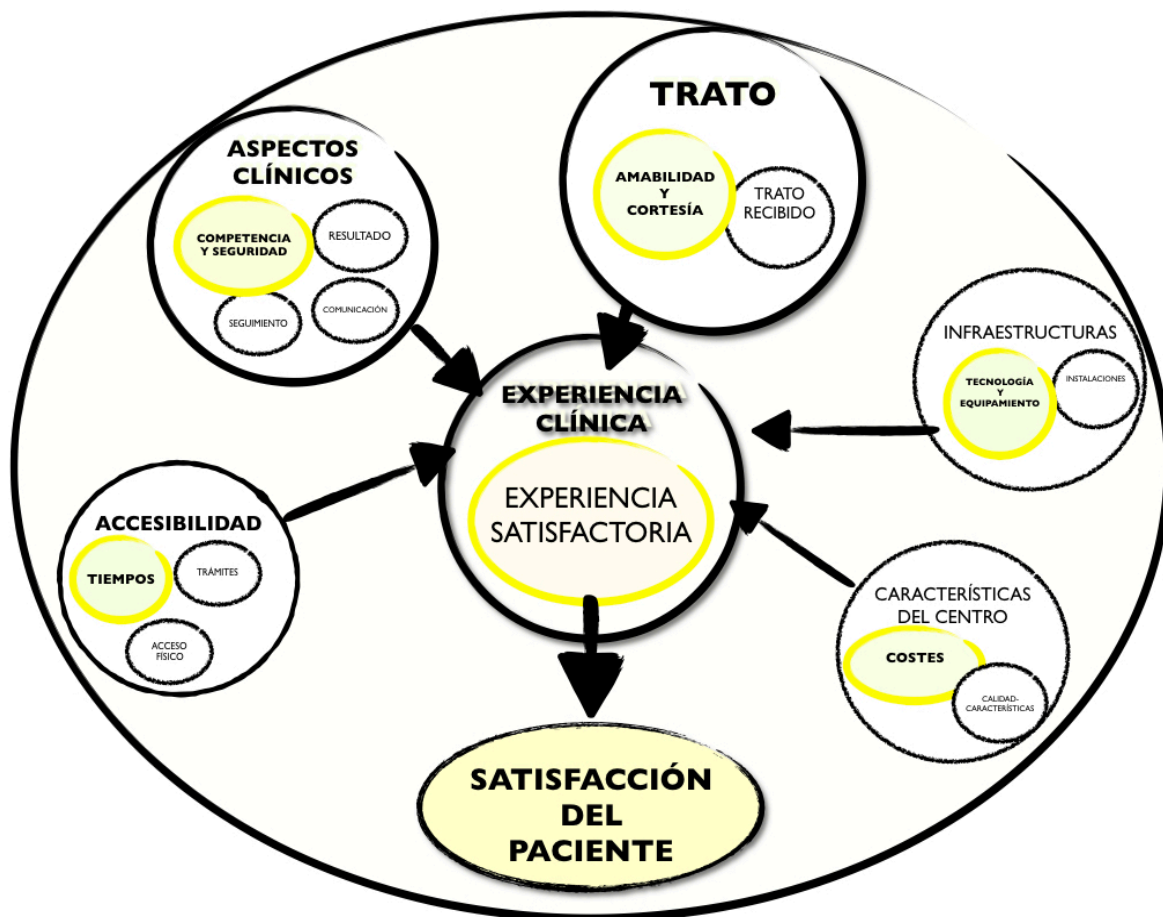 TRATO
AMABILIDAD
Y
CORTESÍA
TRATO
RECIBIDO
ASPECTOS
CLÍNICOS
COMPETENCIA
Y SEGURIDAD
RESULTADO
SEGUIMIENTO
COMUNICACIÓN
INFRAESTRUCTURAS
TECNOLOGÍA
Y
EQUIPAMIENTO
INSTALACIONES
EXPERIENCIA
CLÍNICA
EXPERIENCIA
SATISFACTORIA
ACCESIBILIDAD
TIEMPOS
TRÁMITES
ACCESO
FÍSICO
CARACTERÍSTICAS
DEL CENTRO
COSTES
CALIDAD-
CARACTERÍSTICAS
SATISFACCIÓN
DEL
PACIENTE